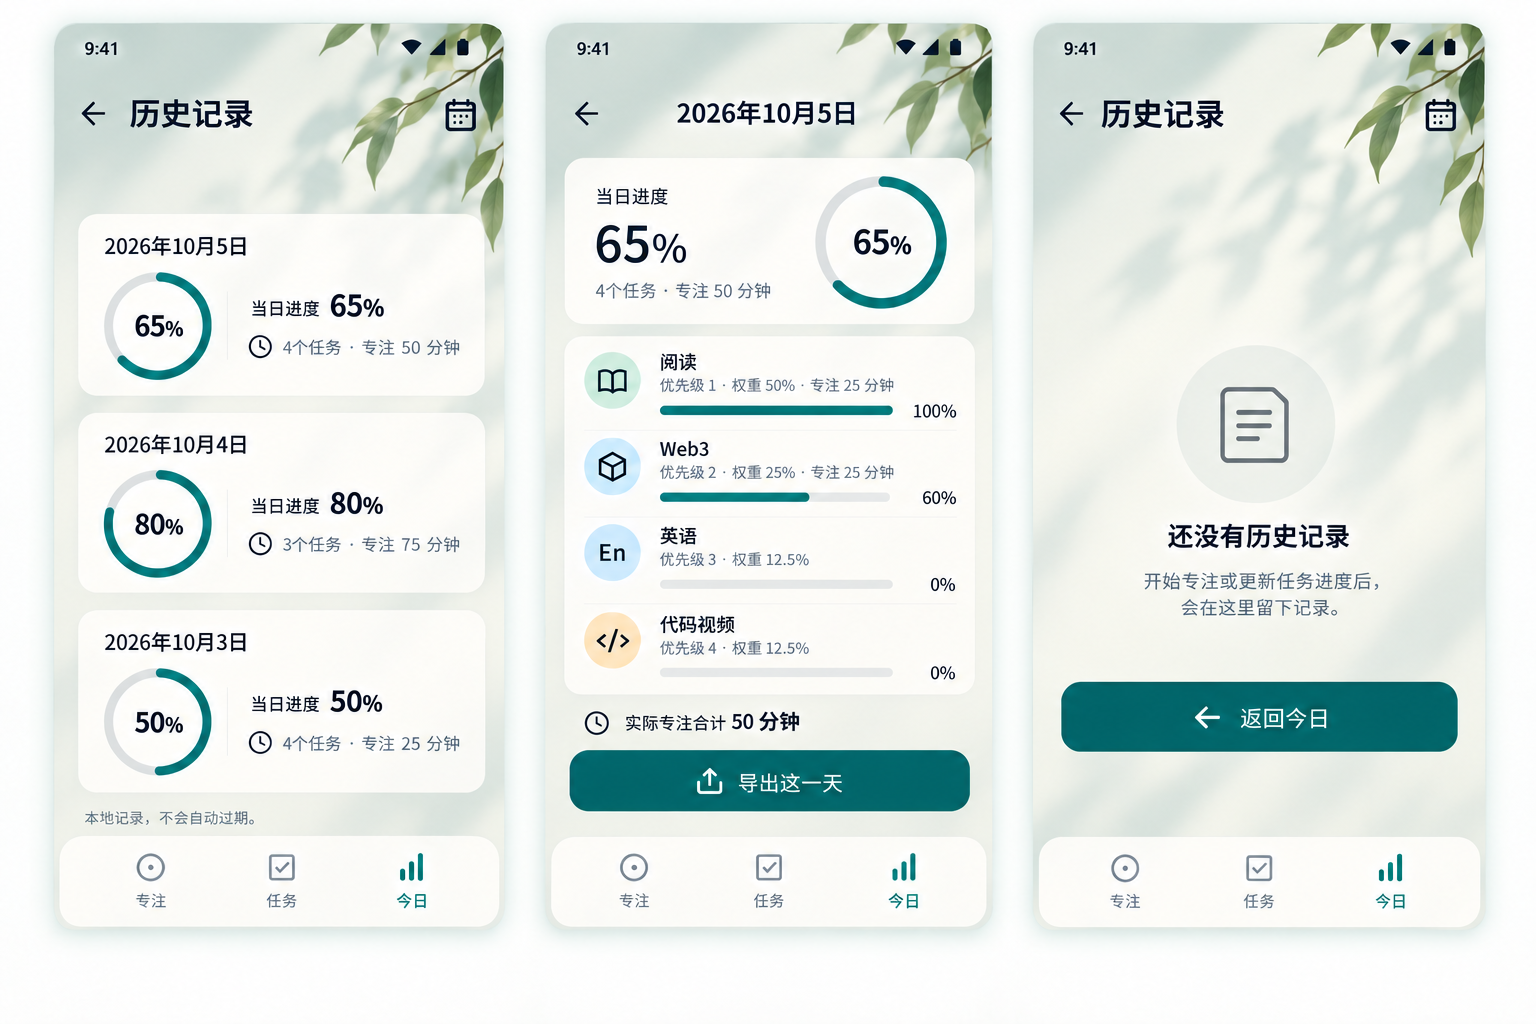 9:41
历史记录
2026年10月5日
65%
当日进度 65%
4个任务 · 专注 50 分钟
2026年10月4日
80%
当日进度 80%
3个任务 · 专注 75 分钟
2026年10月3日
50%
当日进度 50%
4个任务 · 专注 25 分钟
本地记录，不会自动过期。
专注
任务
今日
9:41
2026年10月5日
当日进度
65%
4个任务 · 专注 50 分钟
65%
阅读
优先级 1 · 权重 50% · 专注 25 分钟
100%
Web3
优先级 2 · 权重 25% · 专注 25 分钟
60%
En
英语
优先级 3 · 权重 12.5%
0%
代码视频
优先级 4 · 权重 12.5%
0%
实际专注合计 50 分钟
导出这一天
专注
任务
今日
9:41
历史记录
还没有历史记录
开始专注或更新任务进度后，
会在这里留下记录。
返回今日
专注
任务
今日